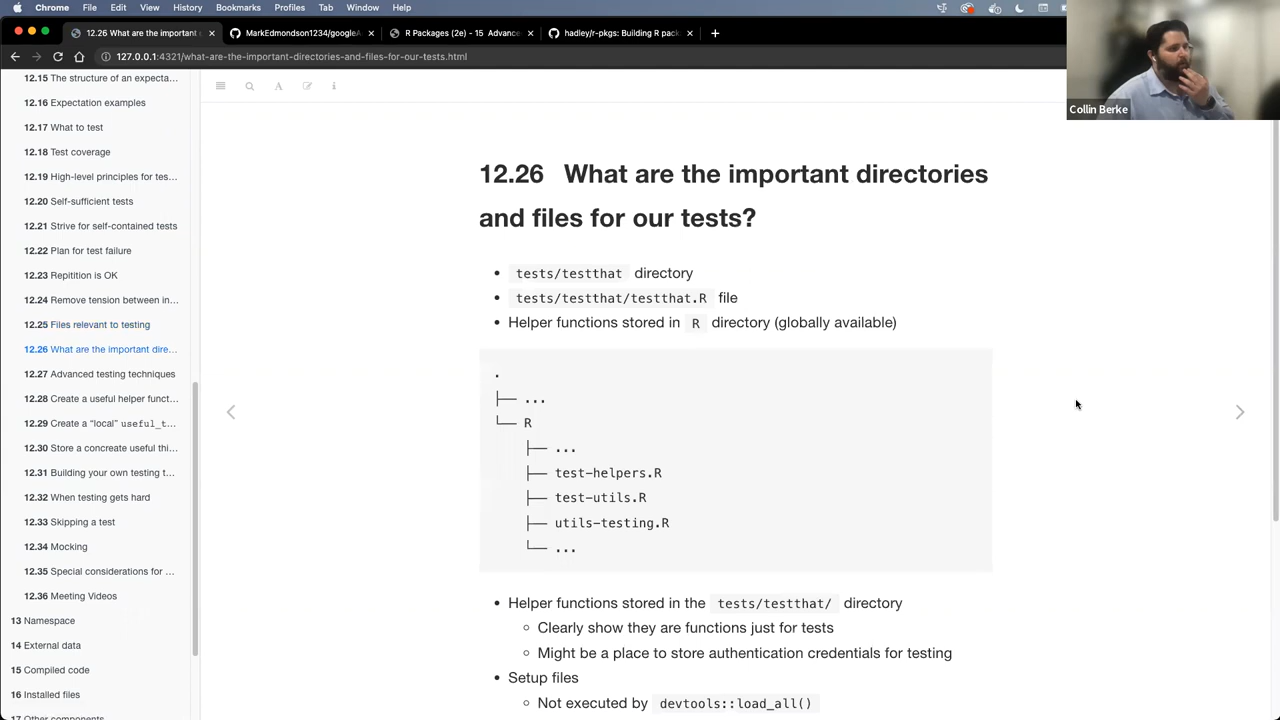 Chrome File Edit View History Bookmarks Profiles Tab Window Help
12.26 What are the important
MarkEdmondson1234/googleA
R Packages (2e) - 15 Advance
hadley/r-pkgs: Building R pack
127.0.0.1:4321/what-are-the-important-directories-and-files-for-our-tests.html
Collin Berke
12.15 The structure of an expecta...
12.16 Expectation examples
12.17 What to test
12.18 Test coverage
12.19 High-level principles for tes...
12.20 Self-sufficient tests
12.21 Strive for self-contained tests
12.22 Plan for test failure
12.23 Repitition is OK
12.24 Remove tension between in...
12.25 Files relevant to testing
12.26 What are the important dire...
12.27 Advanced testing techniques
12.28 Create a useful helper funct...
12.29 Create a “local” useful_t...
12.30 Store a concreate useful thi...
12.31 Building your own testing t...
12.32 When testing gets hard
12.33 Skipping a test
12.34 Mocking
12.35 Special considerations for ...
12.36 Meeting Videos
13 Namespace
14 External data
15 Compiled code
16 Installed files
17 Other components
12.26 What are the important directories
and files for our tests?
• tests/testthat directory
• tests/testthat/testthat.R file
• Helper functions stored in R directory (globally available)
.
├── ...
└── R
├── ...
├── test-helpers.R
├── test-utils.R
├── utils-testing.R
└── ...
• Helper functions stored in the tests/testthat/ directory
◦ Clearly show they are functions just for tests
◦ Might be a place to store authentication credentials for testing
• Setup files
◦ Not executed by devtools::load_all()